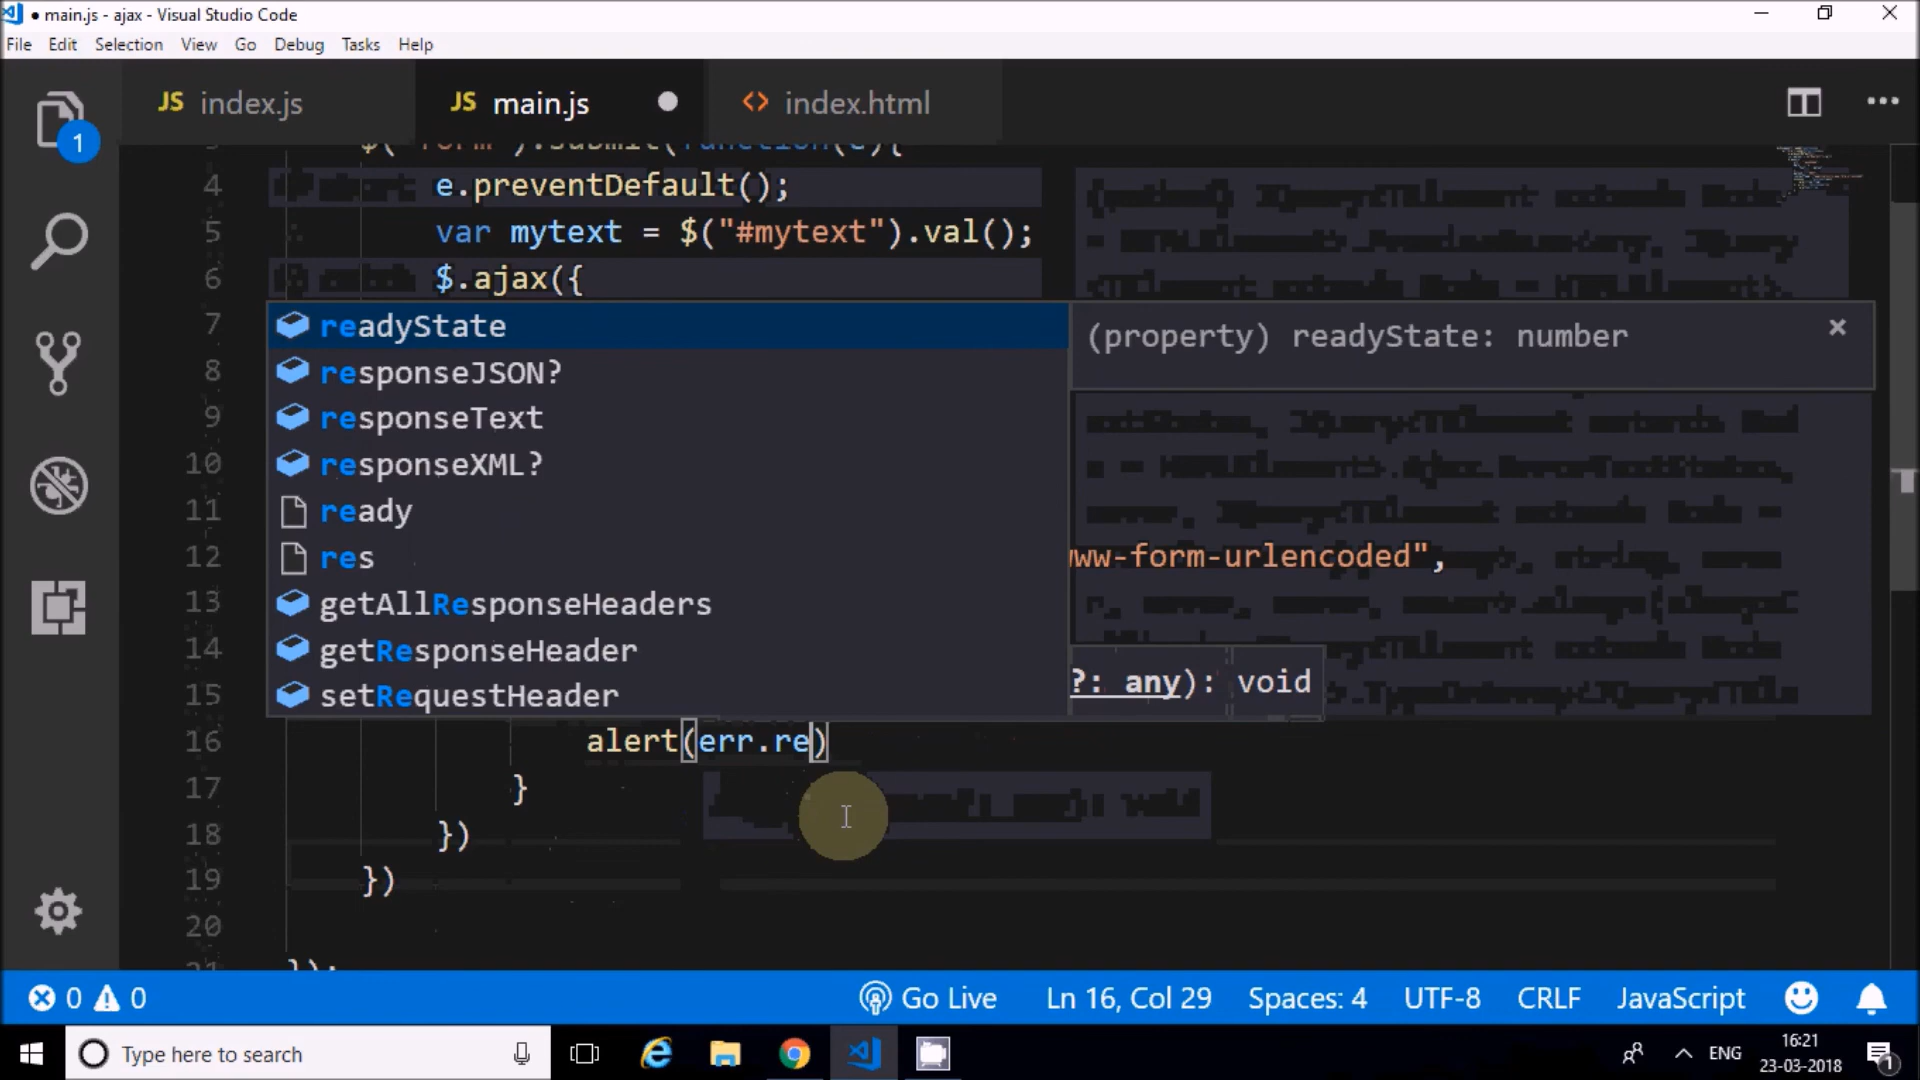 main.js - ajax - Visual Studio Code
File Edit Selection View Go Debug Tasks Help
1
JS index.js
JS main.js
<> index.html
4 e.preventDefault();
5 var mytext = $("#mytext").val();
6 $.ajax({
7 readyState
(property) readyState: number
8 responseJSON?
9 responseText
10 responseXML?
11 ready
12 res
ww-form-urlencoded",
13 getAllResponseHeaders
14 getResponseHeader
?: any): void
15 setRequestHeader
16 alert(err.re)
17 }
18 })
19 })
20
0 0
Go Live Ln 16, Col 29 Spaces: 4 UTF-8 CRLF JavaScript
Type here to search
ENG
16:21
23-03-2018
1